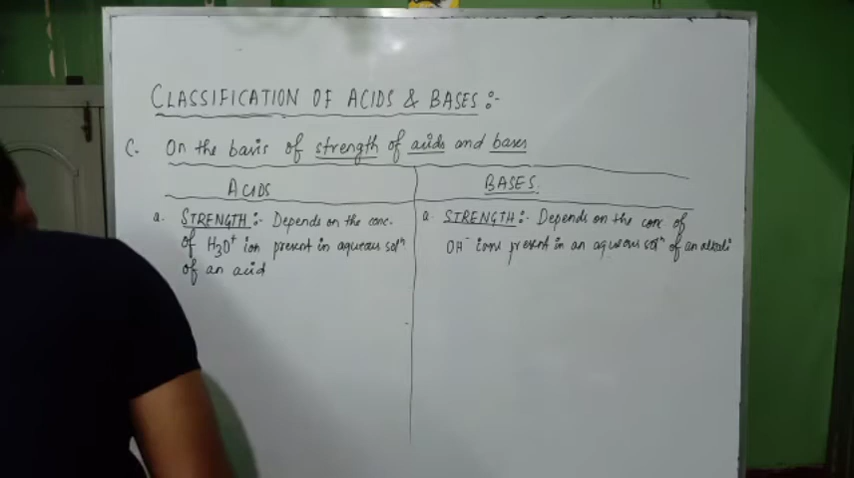 CLASSIFICATION OF ACIDS & BASES :-
C. On the basis of strength of acids and bases
ACIDS
a. STRENGTH :- Depends on the conc.
of H₃O⁺ ion present in aqueous solⁿ
of an acid
BASES
a. STRENGTH :- Depends on the conc of
OH⁻ ions present in an aqueous solⁿ of an alkali